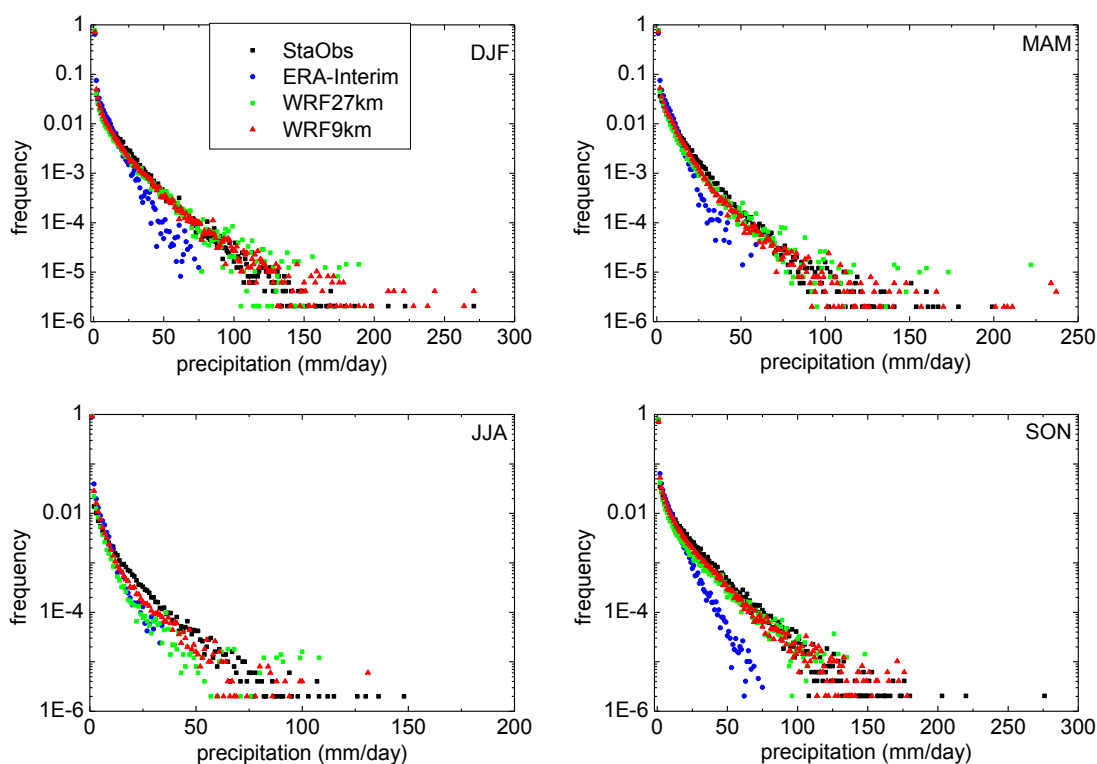 DJF
StaObs
ERA-Interim
WRF27km
WRF9km
1
0.1
0.01
1E-3
1E-4
1E-5
1E-6
frequency
0 50 100 150 200 250 300
precipitation (mm/day)
MAM
1
0.1
0.01
1E-3
1E-4
1E-5
1E-6
frequency
0 50 100 150 200 250
precipitation (mm/day)
JJA
1
0.01
1E-4
1E-6
frequency
0 50 100 150 200
precipitation (mm/day)
SON
1
0.01
1E-4
1E-6
frequency
0 50 100 150 200 250 300
precipitation (mm/day)